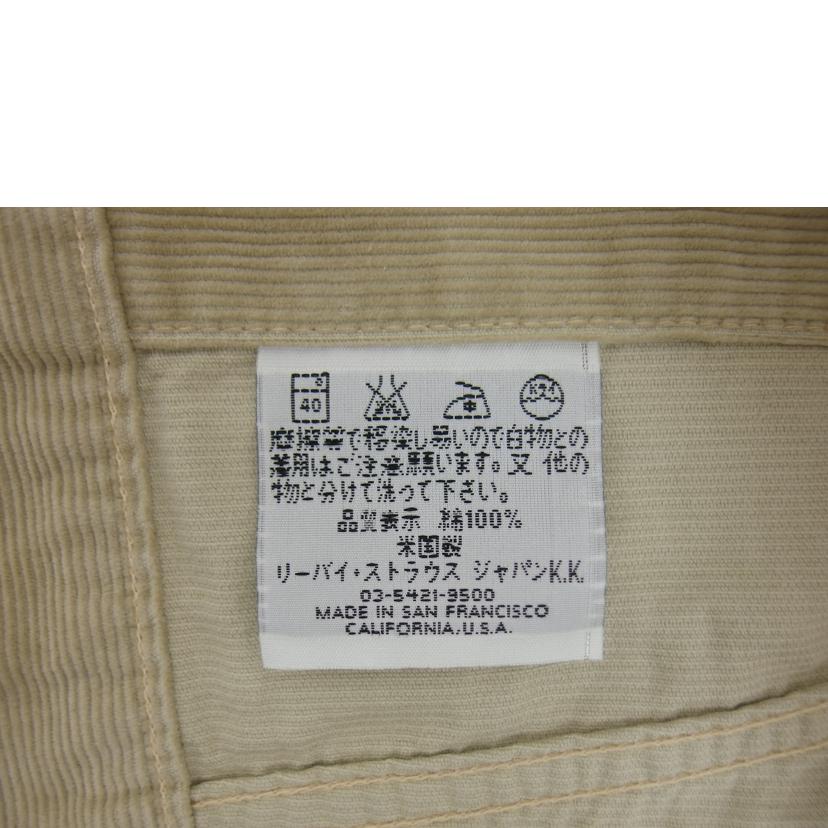 40
ドライ
摩擦等で移染し易いので白物との
着用はご注意願います。又 他の
物と分けて洗って下さい。
品質表示 綿100%
米国製
リーバイ・ストラウス ジャパンK.K.
03-5421-9500
MADE IN SAN FRANCISCO
CALIFORNIA,U.S.A.